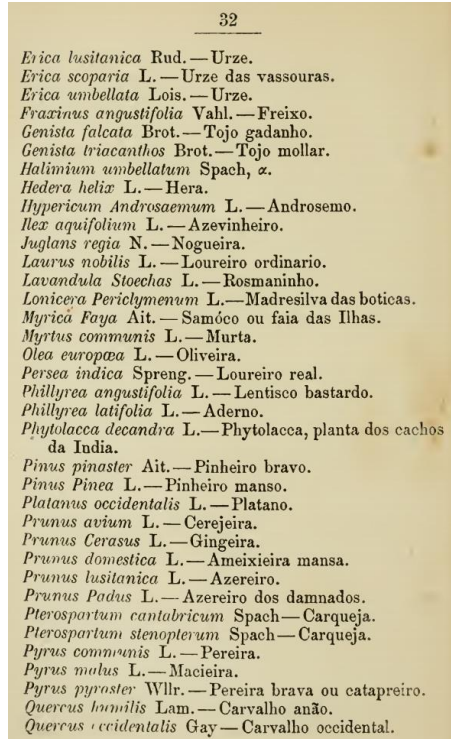 32
Erica lusitanica Rud. — Urze.
Erica scoparia L. — Urze das vassouras.
Erica umbellata Lois. — Urze.
Fraxinus angustifolia Vahl. — Freixo.
Genista falcata Brot. — Tojo gadanho.
Genista triacanthos Brot. — Tojo mollar.
Halimium umbellatum Spach, α.
Hedera helix L. — Hera.
Hypericum Androsaemum L. — Androsemo.
Ilex aquifolium L. — Azevinheiro.
Juglans regia N. — Nogueira.
Laurus nobilis L. — Loureiro ordinario.
Lavandula Stoechas L. — Rosmaninho.
Lonicera Periclymenum L. — Madresilva das boticas.
Myrica Faya Ait. — Samóco ou faia das Ilhas.
Myrtus communis L. — Murta.
Olea europœa L. — Oliveira.
Persea indica Spreng. — Loureiro real.
Phillyrea angustifolia L. — Lentisco bastardo.
Phillyrea latifolia L. — Aderno.
Phytolacca decandra L. — Phytolacca, planta dos cachos
da India.
Pinus pinaster Ait. — Pinheiro bravo.
Pinus Pinea L. — Pinheiro manso.
Platanus occidentalis L. — Platano.
Prunus avium L. — Cerejeira.
Prunus Cerasus L. — Gingeira.
Prunus domestica L. — Ameixieira mansa.
Prunus lusitanica L. — Azereiro.
Prunus Padus L. — Azereiro dos damnados.
Pterospartum cantabricum Spach — Carqueja.
Pterospartum stenopterum Spach — Carqueja.
Pyrus communis L. — Pereira.
Pyrus malus L. — Macieira.
Pyrus pyraster Wllr. — Pereira brava ou catapreiro.
Quercus humilis Lam. — Carvalho anão.
Quercus occidentalis Gay — Carvalho occidental.